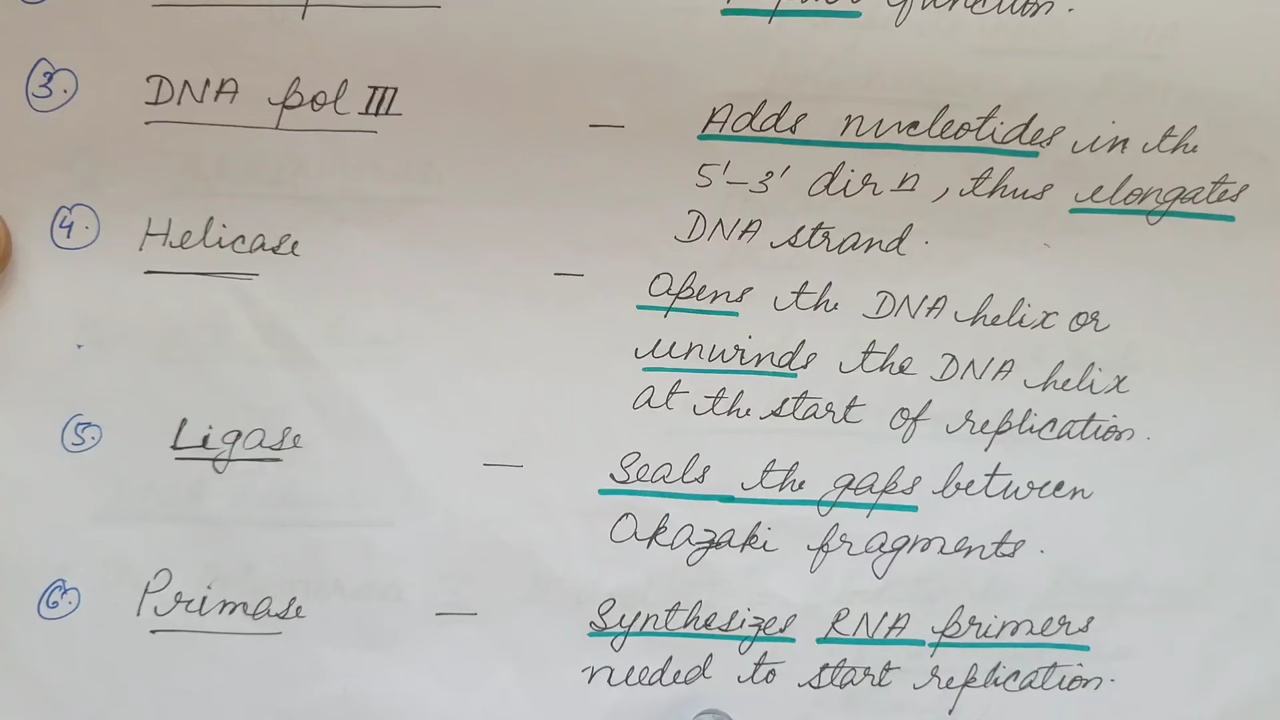 function.
3. DNA pol III — Adds nucleotides in the
5'-3' dirn, thus elongates
DNA strand.
4. Helicase — Opens the DNA helix or
unwinds the DNA helix
at the start of replication.
5. Ligase — Seals the gaps between
Okazaki fragments.
6. Primase — Synthesizes RNA primers
needed to start replication.